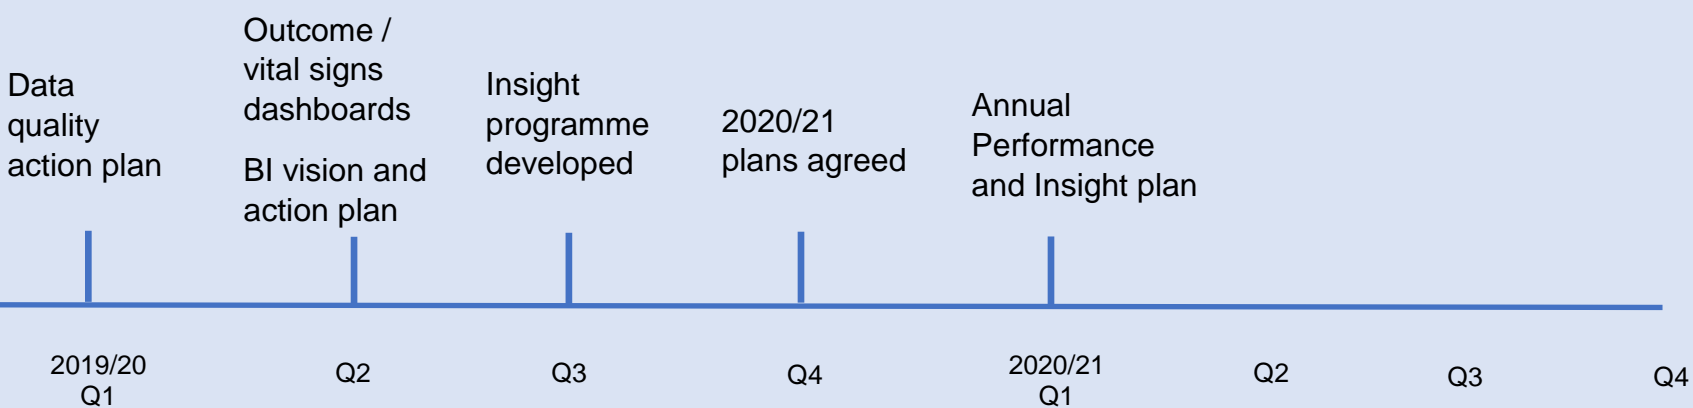 Data
quality
action plan
Outcome /
vital signs
dashboards
BI vision and
action plan
Insight
programme
developed
2020/21
plans agreed
Annual
Performance
and Insight plan
2019/20
Q1
Q2
Q3
Q4
2020/21
Q1
Q2
Q3
Q4